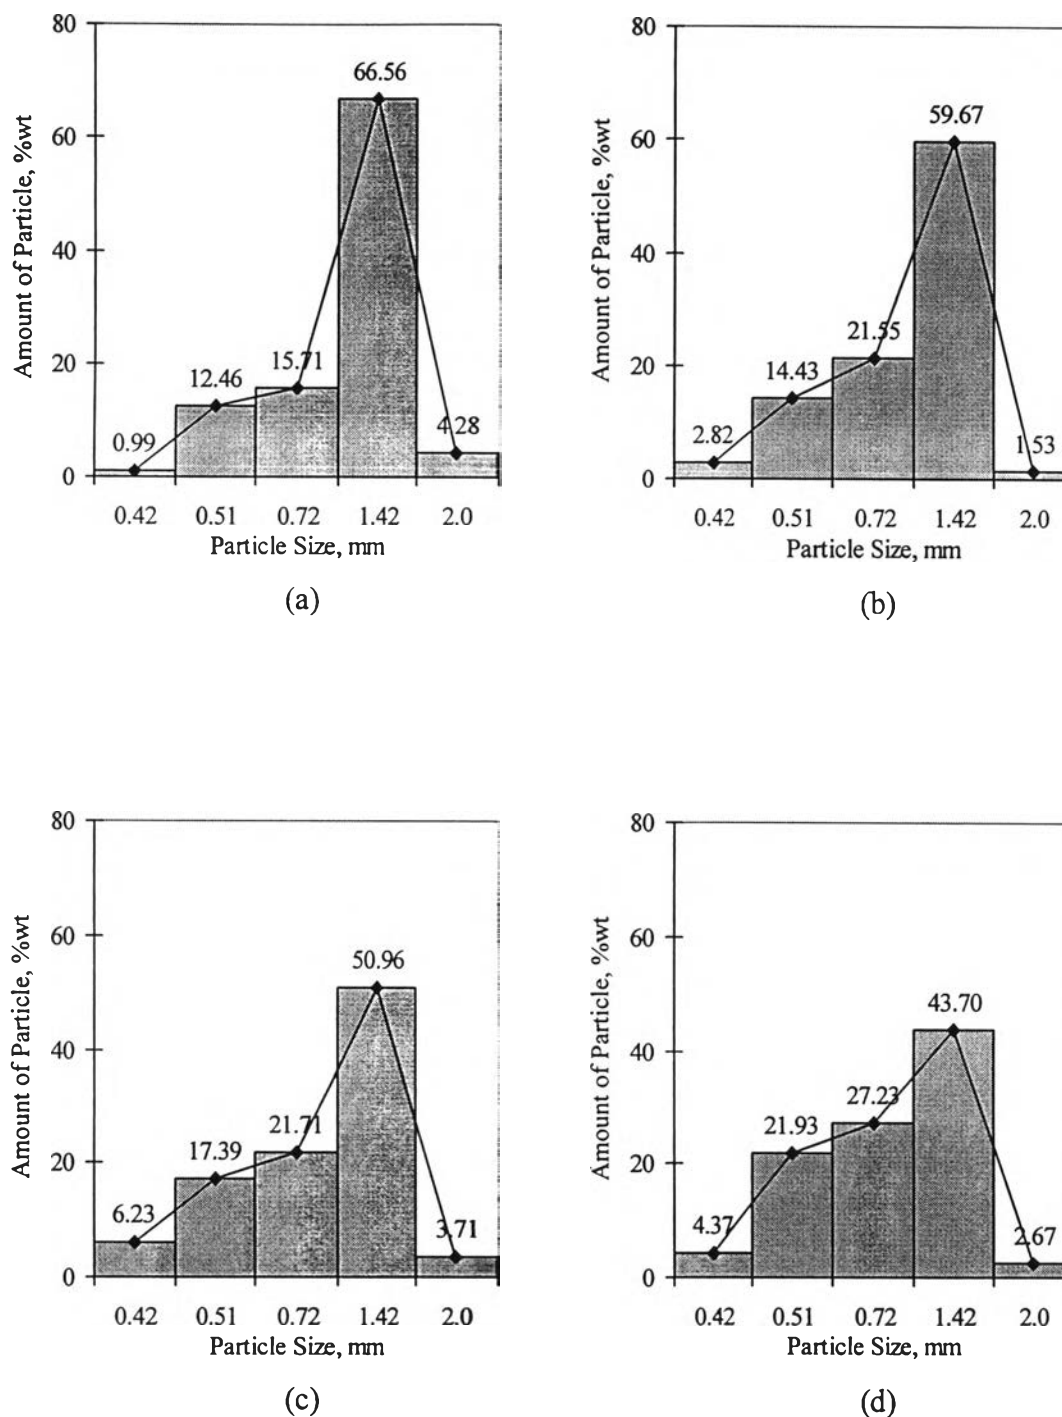 80
66.56
60
Amount of Particle, %wt
40
20
15.71
12.46
4.28
0.99
0
0.42 0.51 0.72 1.42 2.0
Particle Size, mm
(a)
80
59.67
60
Amount of Particle, %wt
40
21.55
20
14.43
2.82
1.53
0
0.42 0.51 0.72 1.42 2.0
Particle Size, mm
(b)
80
60
50.96
Amount of Particle, %wt
40
21.71
17.39
20
6.23
3.71
0
0.42 0.51 0.72 1.42 2.0
Particle Size, mm
(c)
80
60
43.70
Amount of Particle, %wt
40
27.23
21.93
20
4.37
2.67
0
0.42 0.51 0.72 1.42 2.0
Particle Size, mm
(d)